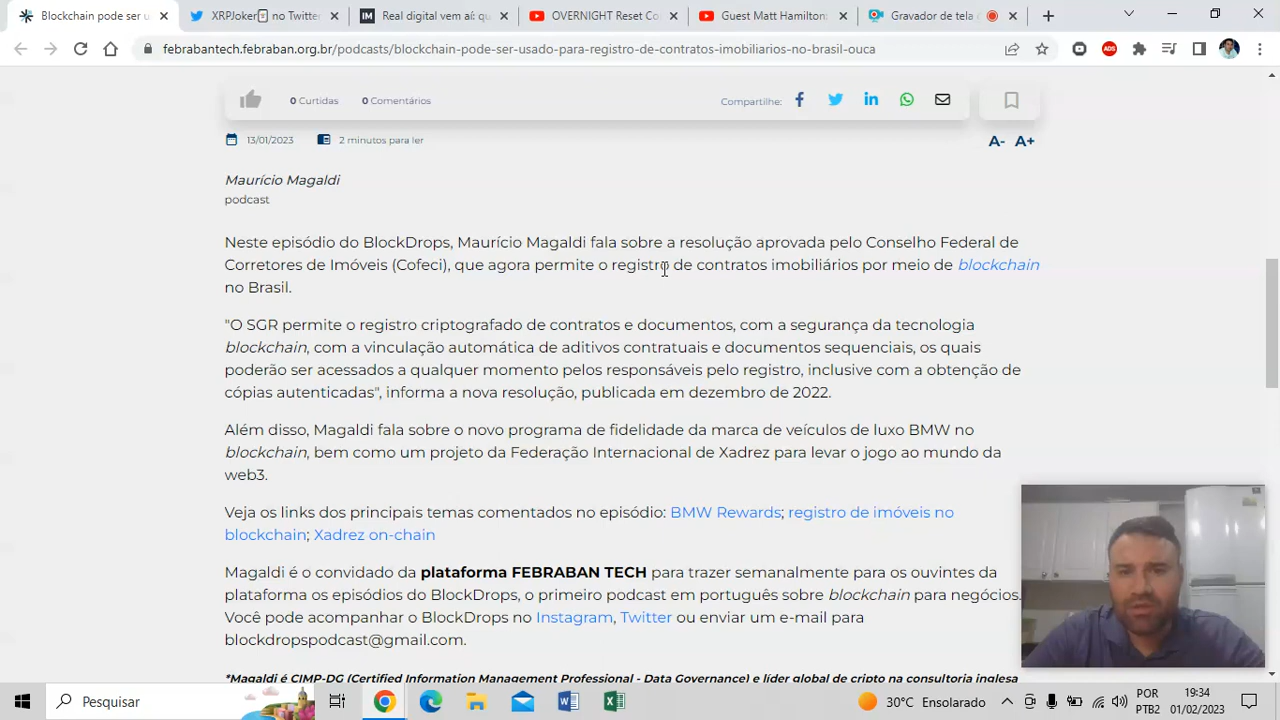 Blockchain pode ser u
XRPJoker no Twitter
Real digital vem aí: qu
OVERNIGHT Reset Co
Guest Matt Hamilton:
Gravador de tela
febrabantech.febraban.org.br/podcasts/blockchain-pode-ser-usado-para-registro-de-contratos-imobiliarios-no-brasil-ouca
ADS
0 Curtidas
0 Comentários
Compartilhe:
13/01/2023
2 minutos para ler
A-
A+
Maurício Magaldi
podcast
Neste episódio do BlockDrops, Maurício Magaldi fala sobre a resolução aprovada pelo Conselho Federal de
Corretores de Imóveis (Cofeci), que agora permite o registro de contratos imobiliários por meio de blockchain
no Brasil.
"O SGR permite o registro criptografado de contratos e documentos, com a segurança da tecnologia
blockchain, com a vinculação automática de aditivos contratuais e documentos sequenciais, os quais
poderão ser acessados a qualquer momento pelos responsáveis pelo registro, inclusive com a obtenção de
cópias autenticadas", informa a nova resolução, publicada em dezembro de 2022.
Além disso, Magaldi fala sobre o novo programa de fidelidade da marca de veículos de luxo BMW no
blockchain, bem como um projeto da Federação Internacional de Xadrez para levar o jogo ao mundo da
web3.
Veja os links dos principais temas comentados no episódio: BMW Rewards; registro de imóveis no
blockchain; Xadrez on-chain
Magaldi é o convidado da plataforma FEBRABAN TECH para trazer semanalmente para os ouvintes da
plataforma os episódios do BlockDrops, o primeiro podcast em português sobre blockchain para negócios.
Você pode acompanhar o BlockDrops no Instagram, Twitter ou enviar um e-mail para
blockdropspodcast@gmail.com.
*Magaldi é CIMP-DG (Certified Information Management Professional - Data Governance) e líder global de cripto na consultoria inglesa
Pesquisar
30°C Ensolarado
POR
PTB2
19:34
01/02/2023